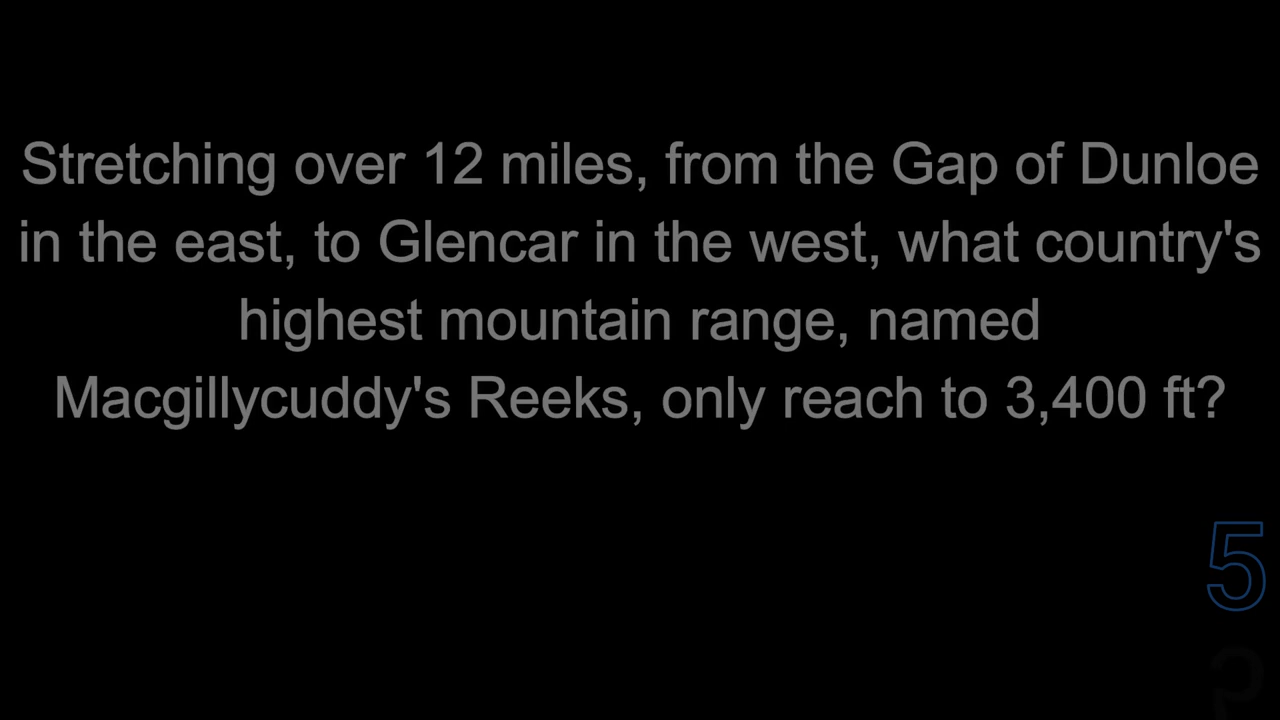 Stretching over 12 miles, from the Gap of Dunloe
in the east, to Glencar in the west, what country's
highest mountain range, named
Macgillycuddy's Reeks, only reach to 3,400 ft?
5